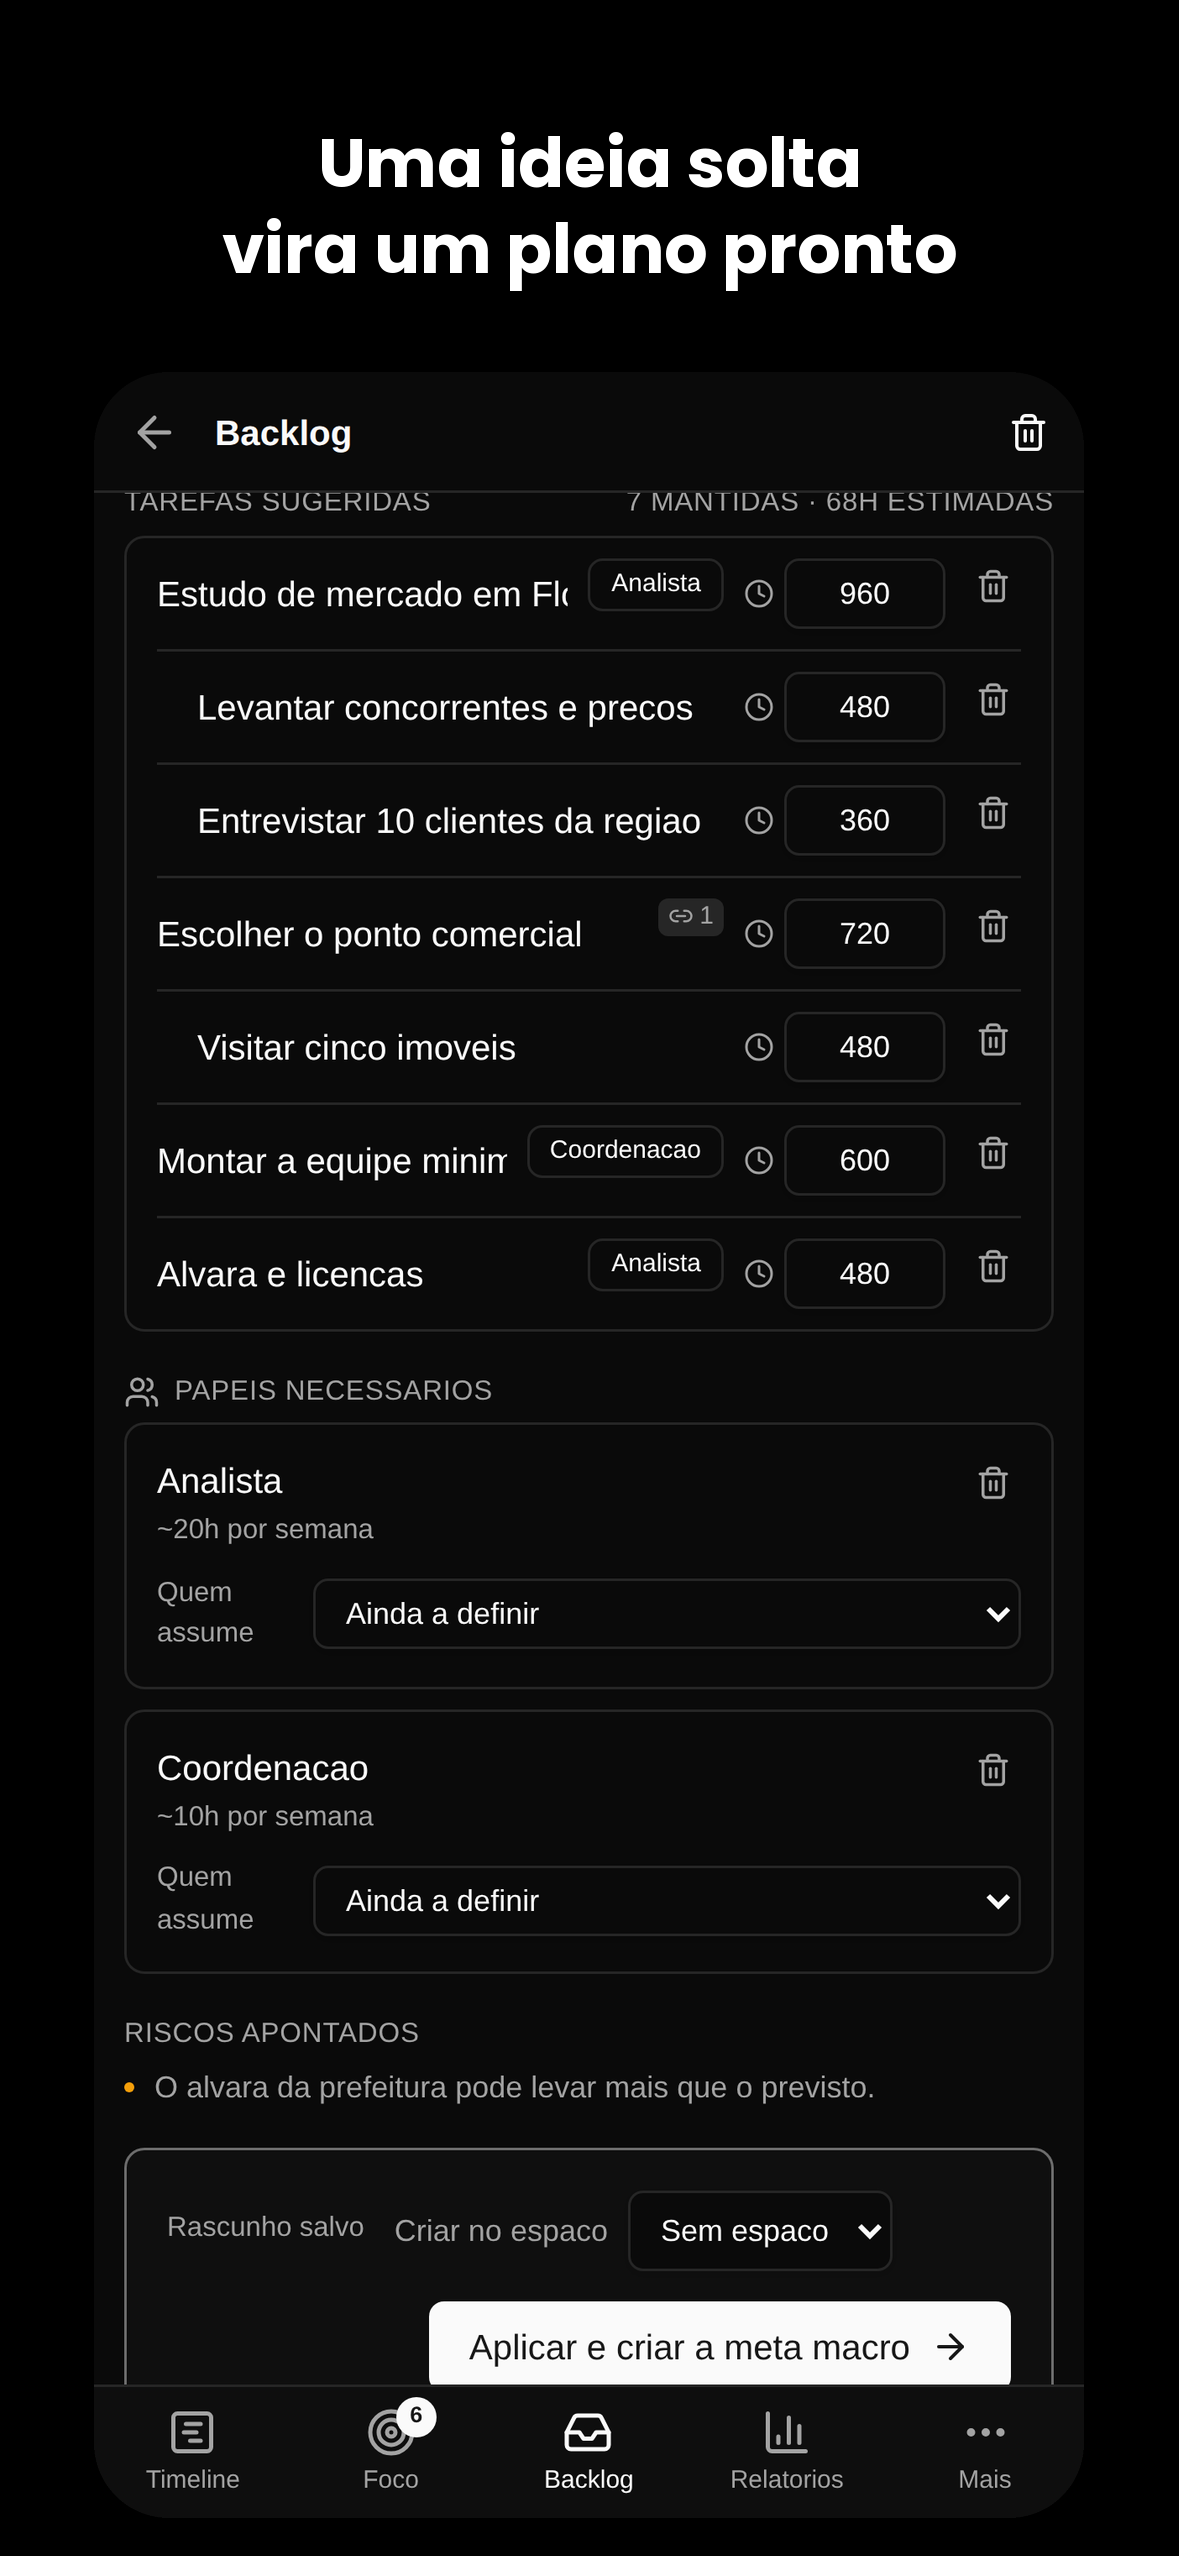 Uma ideia solta
vira um plano pronto
Backlog
TAREFAS SUGERIDAS 7 MANTIDAS · 68H ESTIMADAS
Estudo de mercado em Flo Analista 960
Levantar concorrentes e precos 480
Entrevistar 10 clientes da regiao 360
Escolher o ponto comercial 1 720
Visitar cinco imoveis 480
Montar a equipe minim Coordenacao 600
Alvara e licencas Analista 480
PAPEIS NECESSARIOS
Analista
~20h por semana
Quem
assume
Ainda a definir
Coordenacao
~10h por semana
Quem
assume
Ainda a definir
RISCOS APONTADOS
• O alvara da prefeitura pode levar mais que o previsto.
Rascunho salvo Criar no espaco Sem espaco
Aplicar e criar a meta macro →
6
Timeline Foco Backlog Relatorios Mais